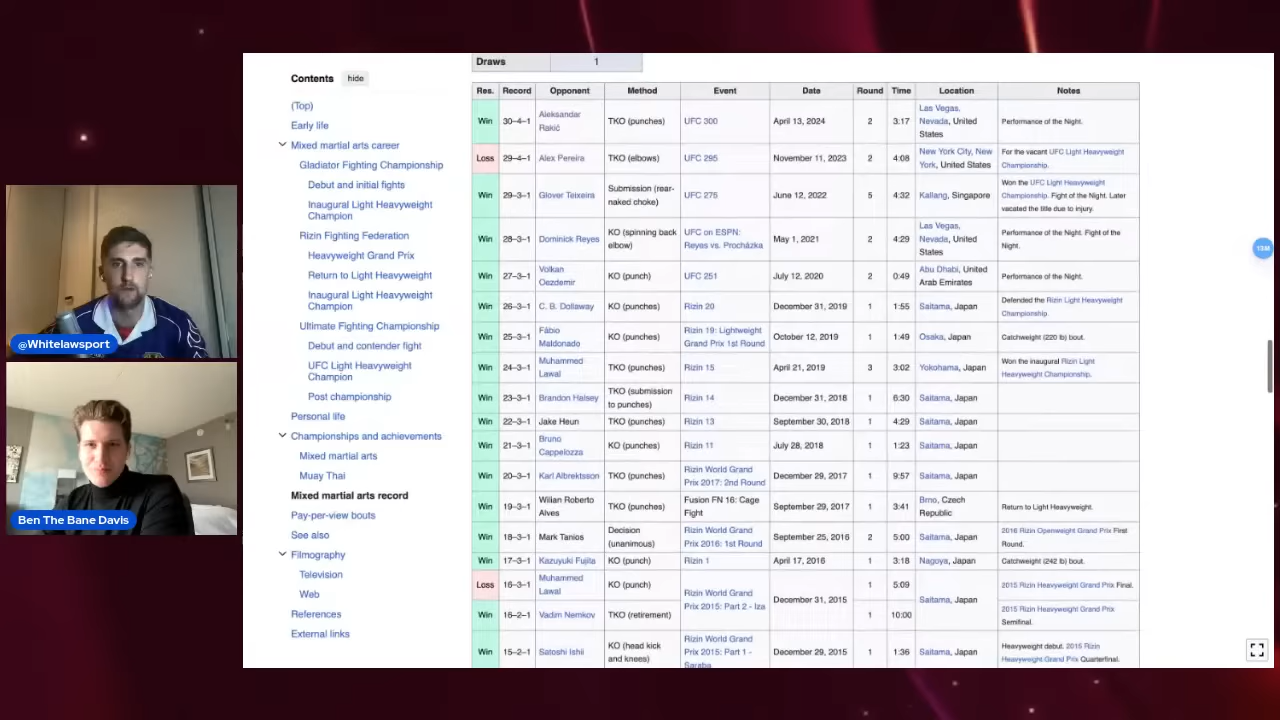 Draws 1
Contents hide
(Top)
Early life
Mixed martial arts career
Gladiator Fighting Championship
Debut and initial fights
Inaugural Light Heavyweight
Champion
Rizin Fighting Federation
Heavyweight Grand Prix
Return to Light Heavyweight
Inaugural Light Heavyweight
Champion
Ultimate Fighting Championship
Debut and contender fight
UFC Light Heavyweight
Champion
Post championship
Personal life
Championships and achievements
Mixed martial arts
Muay Thai
Mixed martial arts record
Pay-per-view bouts
See also
Filmography
Television
Web
References
External links
Res. Record Opponent Method Event Date Round Time Location Notes
Win 30–4–1 Aleksandar Rakić TKO (punches) UFC 300 April 13, 2024 2 3:17 Las Vegas, Nevada, United States Performance of the Night.
Loss 29–4–1 Alex Pereira TKO (elbows) UFC 295 November 11, 2023 2 4:08 New York City, New York, United States For the vacant UFC Light Heavyweight Championship.
Win 29–3–1 Glover Teixeira Submission (rear-naked choke) UFC 275 June 12, 2022 5 4:32 Kallang, Singapore Won the UFC Light Heavyweight Championship. Fight of the Night. Later vacated the title due to injury.
Win 28–3–1 Dominick Reyes KO (spinning back elbow) UFC on ESPN: Reyes vs. Procházka May 1, 2021 2 4:29 Las Vegas, Nevada, United States Performance of the Night. Fight of the Night.
Win 27–3–1 Volkan Oezdemir KO (punch) UFC 251 July 12, 2020 2 0:49 Abu Dhabi, United Arab Emirates Performance of the Night.
Win 26–3–1 C. B. Dollaway KO (punches) Rizin 20 December 31, 2019 1 1:55 Saitama, Japan Defended the Rizin Light Heavyweight Championship.
Win 25–3–1 Fábio Maldonado KO (punches) Rizin 19: Lightweight Grand Prix 1st Round October 12, 2019 1 1:49 Osaka, Japan Catchweight (220 lb) bout.
Win 24–3–1 Muhammed Lawal KO (punches) Rizin 15 April 21, 2019 3 3:02 Yokohama, Japan Won the inaugural Rizin Light Heavyweight Championship.
Win 23–3–1 Brandon Halsey TKO (submission to punches) Rizin 14 December 31, 2018 1 6:30 Saitama, Japan
Win 22–3–1 Jake Heun TKO (punches) Rizin 13 September 30, 2018 1 4:29 Saitama, Japan
Win 21–3–1 Bruno Cappelozza KO (punches) Rizin 11 July 28, 2018 1 1:23 Saitama, Japan
Win 20–3–1 Karl Albrektsson TKO (punches) Rizin World Grand Prix 2017: 2nd Round December 29, 2017 1 9:57 Saitama, Japan
Win 19–3–1 Wilian Roberto Alves TKO (punches) Fusion FN 16: Cage Fight September 29, 2017 1 3:41 Brno, Czech Republic Return to Light Heavyweight.
Win 18–3–1 Mark Tanios Decision (unanimous) Rizin World Grand Prix 2016: 1st Round September 25, 2016 2 5:00 Saitama, Japan 2016 Rizin Openweight Grand Prix First Round.
Win 17–3–1 Kazuyuki Fujita KO (punch) Rizin 1 April 17, 2016 1 3:18 Nagoya, Japan Catchweight (242 lb) bout.
Loss 16–3–1 Muhammed Lawal KO (punch) Rizin World Grand Prix 2015: Part 2 - Iza December 31, 2015 1 5:09 Saitama, Japan 2015 Rizin Heavyweight Grand Prix Final.
Win 16–2–1 Vadim Nemkov TKO (retirement) 1 10:00 2015 Rizin Heavyweight Grand Prix Semifinal.
Win 15–2–1 Satoshi Ishii KO (head kick and knees) Rizin World Grand Prix 2015: Part 1 - Saraba December 29, 2015 1 1:36 Saitama, Japan Heavyweight debut. 2015 Rizin Heavyweight Grand Prix Quarterfinal.
13M
@Whitelawsport
Ben The Bane Davis